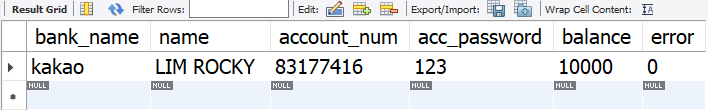 Result Grid Filter Rows: Edit: Export/Import: Wrap Cell Content:
bank_name name account_num acc_password balance error
kakao LIM ROCKY 83177416 123 10000 0
NULL NULL NULL NULL NULL NULL